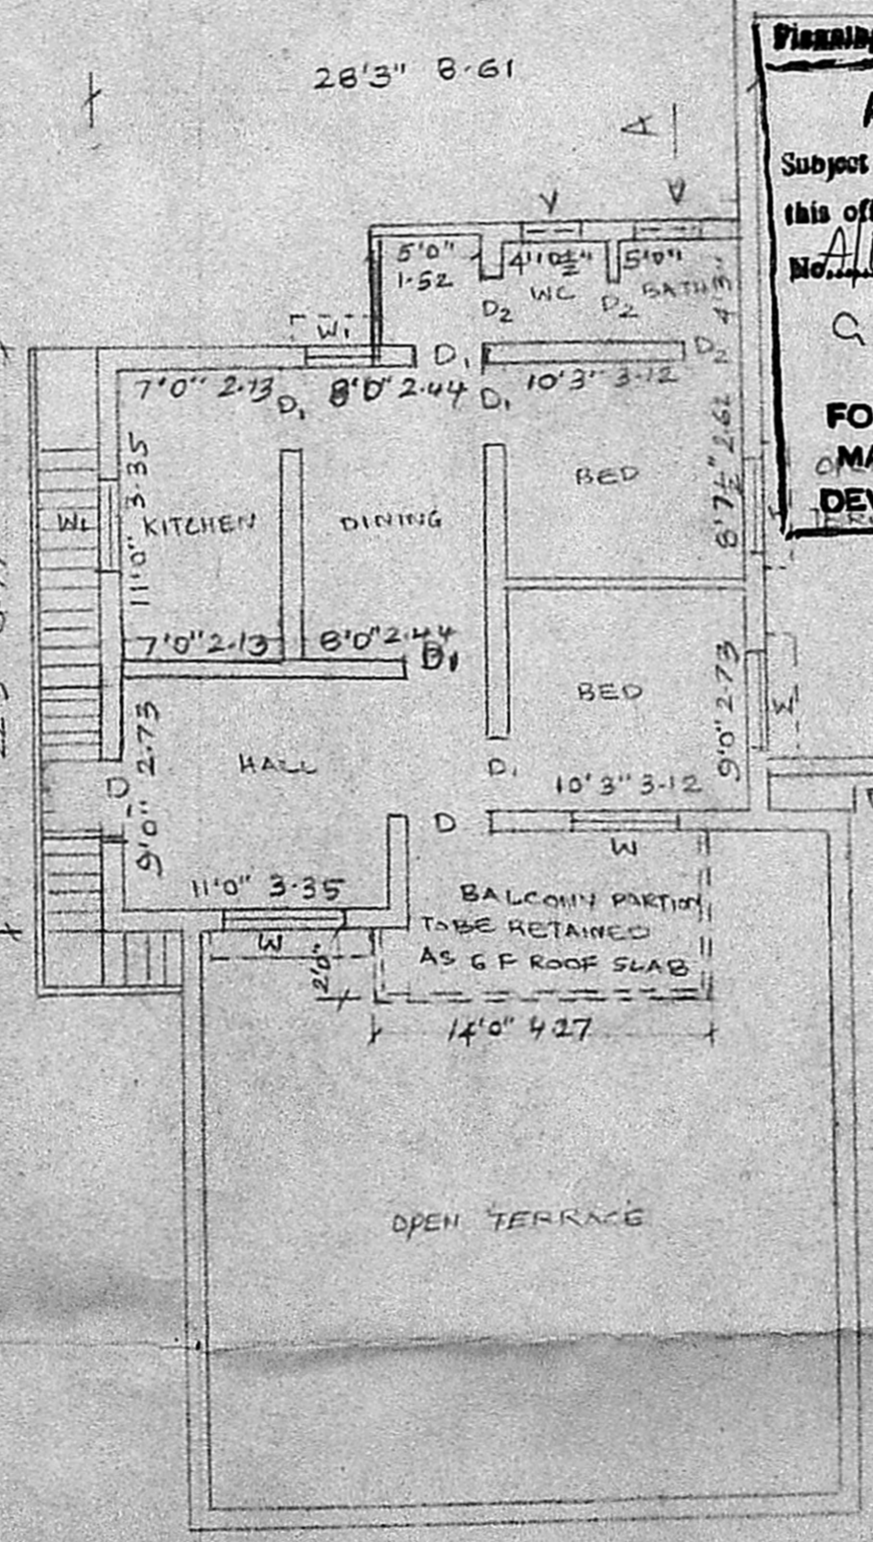 28'3" 8.61
A
Planning
Subject
this of
No.
FO
MA
DEV
V V
5'0" 4'0½" 5'0"
1.52
WC BATH
4'3"
D2 D2
W1 D1 D2
7'0" 2.13 8'0" 2.44 10'3" 3.12
D1 D1
11'0" 3.35
8'7½" 2.62
W1 KITCHEN DINING BED
7'0" 2.13 8'0" 2.44
D1
BED
9'0" 2.73
9'0" 2.73
HALL D1
W
D 10'3" 3.12
D
W
11'0" 3.35
BALCONY PARTION
TO BE RETAINED
AS G F ROOF SLAB
W 2'0"
14'0" 4.27
OPEN TERRACE